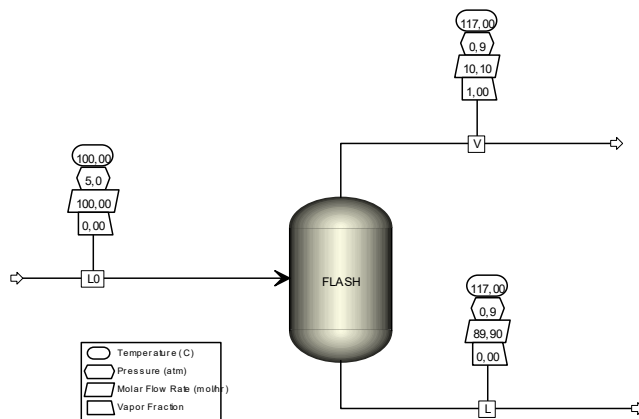 117,00
0,9
10,10
1,00
V
100,00
5,0
100,00
0,00
L0
FLASH
117,00
0,9
89,90
0,00
L
Temperature (C)
Pressure (atm)
Molar Flow Rate (mol/hr)
Vapor Fraction